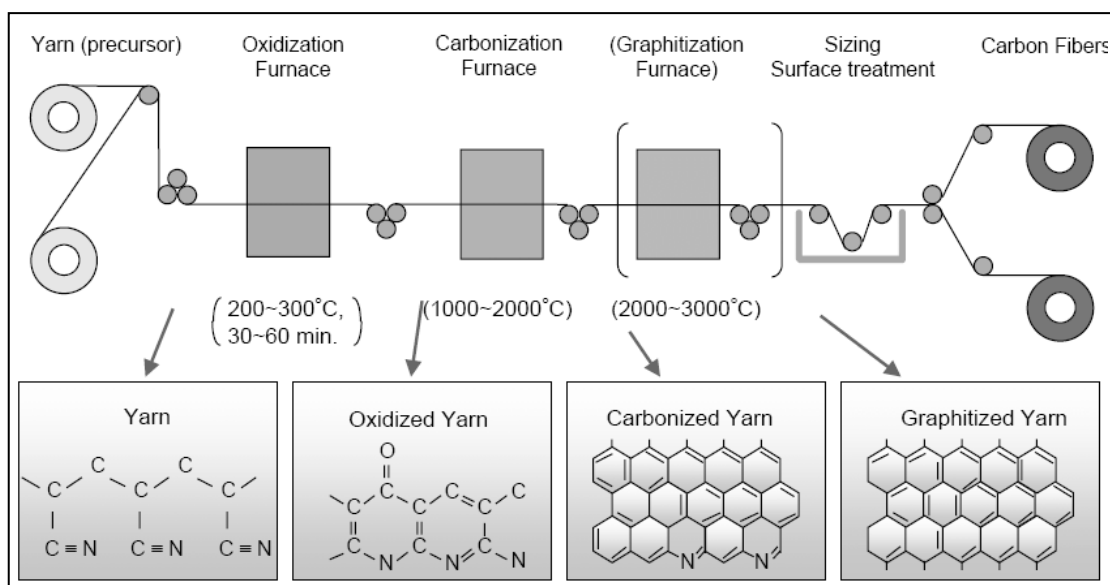 Yarn (precursor)
Oxidization
Furnace
Carbonization
Furnace
(Graphitization
Furnace)
Sizing
Surface treatment
Carbon Fibers
(200~300°C,
30~60 min.)
(1000~2000°C)
(2000~3000°C)
Yarn
C C
C C C
C≡N C≡N C≡N
Oxidized Yarn
O
C C C
C C C C
C C C
N N N
Carbonized Yarn
N N
Graphitized Yarn